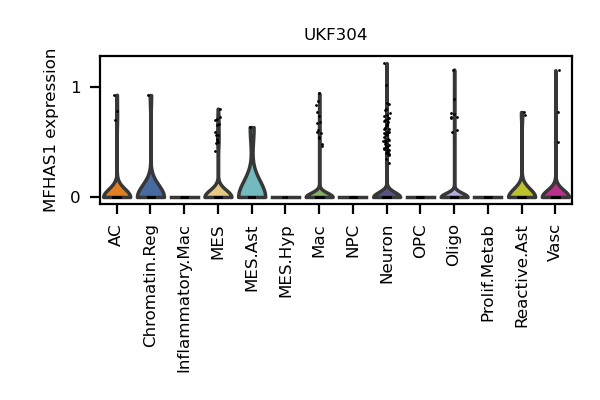 UKF304
MFHAS1 expression
1
0
AC
Chromatin.Reg
Inflammatory.Mac
MES
MES.Ast
MES.Hyp
Mac
NPC
Neuron
OPC
Oligo
Prolif.Metab
Reactive.Ast
Vasc